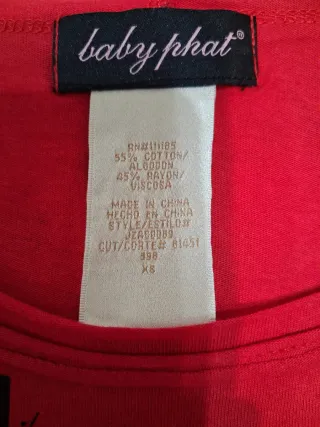 baby phat®
RN#111185
55% COTTON/
ALGODON
45% RAYON/
VISCOSA
MADE IN CHINA
HECHO EN CHINA
STYLE/ESTILO#
CUT/CORTE# 81451
XS